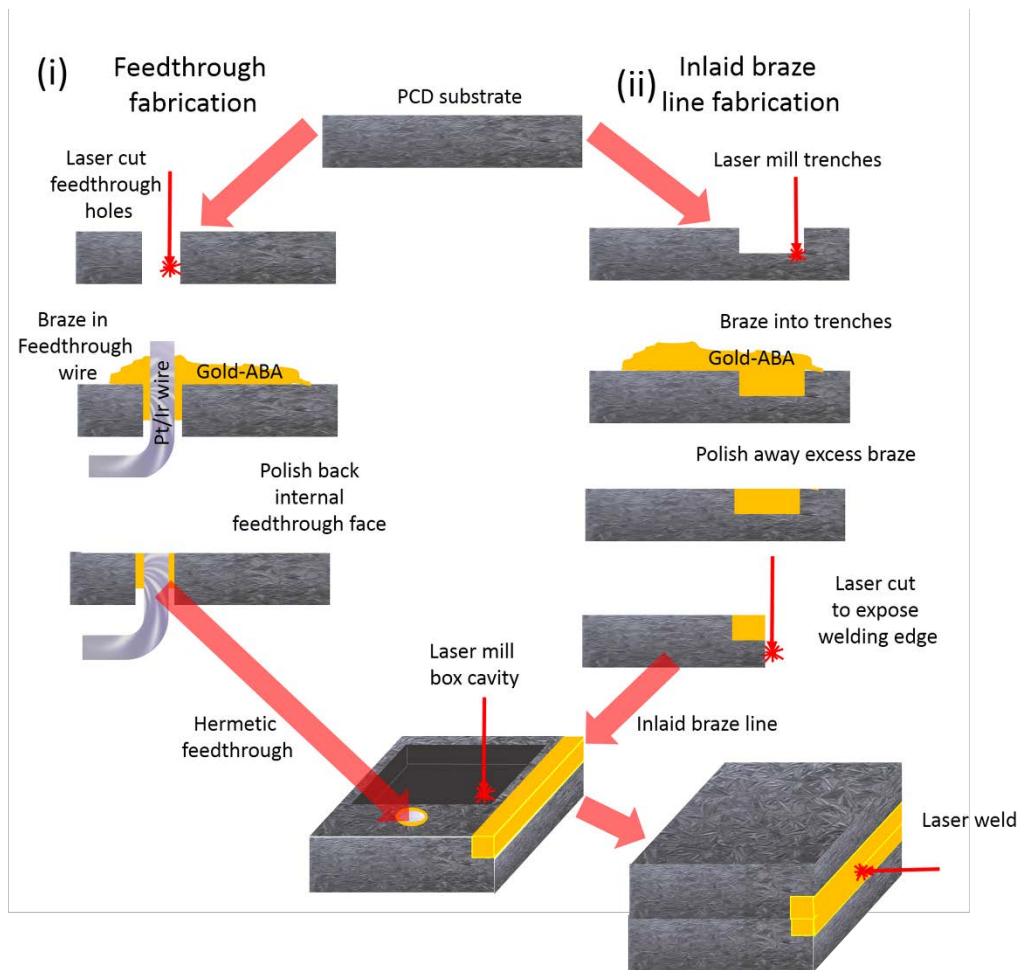 (i)
Feedthrough
fabrication
PCD substrate
(ii)
Inlaid braze
line fabrication
Laser cut
feedthrough
holes
Laser mill trenches
Braze in
Feedthrough
wire
Pt/Ir wire
Gold-ABA
Braze into trenches
Gold-ABA
Polish back
internal
feedthrough face
Polish away excess braze
Laser cut
to expose
welding edge
Laser mill
box cavity
Hermetic
feedthrough
Inlaid braze line
Laser weld